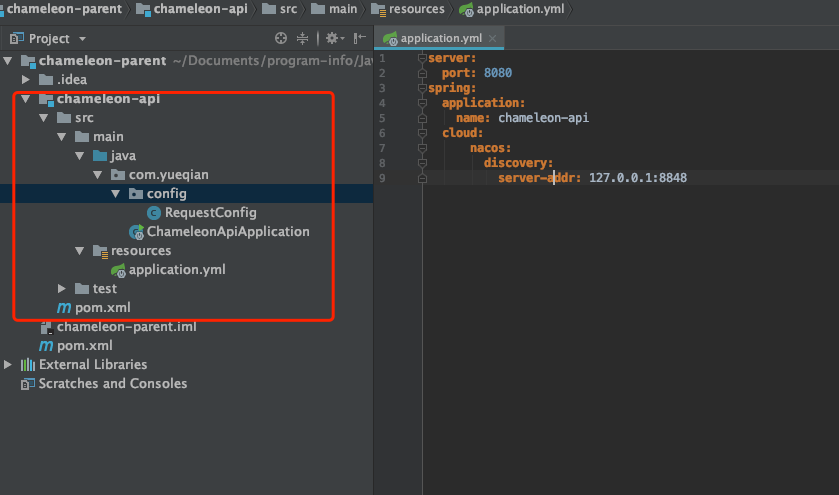 chameleon-parent chameleon-api src main resources application.yml
Project
chameleon-parent ~/Documents/program-info/Ja
.idea
chameleon-api
src
main
java
com.yueqian
config
RequestConfig
ChameleonApiApplication
resources
application.yml
test
pom.xml
chameleon-parent.iml
pom.xml
External Libraries
Scratches and Consoles
application.yml
1 server:
2 port: 8080
3 spring:
4 application:
5 name: chameleon-api
6 cloud:
7 nacos:
8 discovery:
9 server-addr: 127.0.0.1:8848